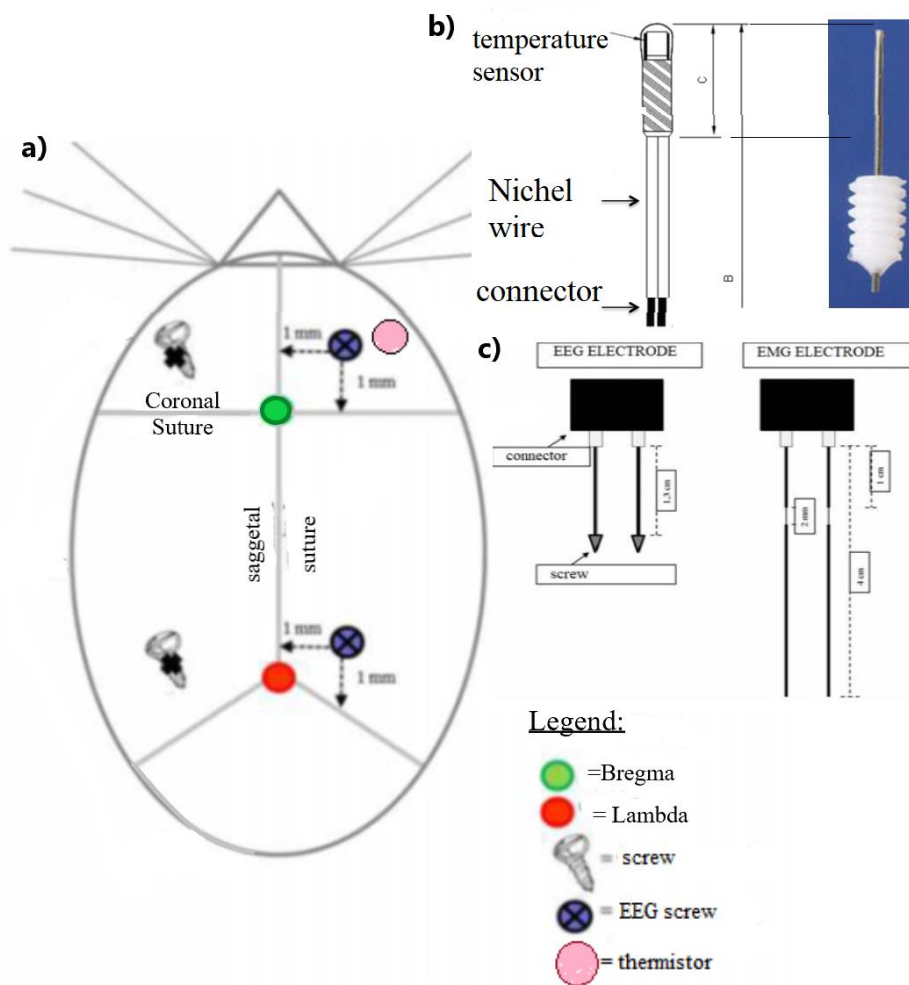 a)
1 mm
1 mm
Coronal
Suture
saggetal
suture
1 mm
1 mm
b)
temperature
sensor
Nichel
wire
connector
C
B
c)
EEG ELECTRODE
EMG ELECTRODE
connector
1,3 cm
screw
2 mm
1 cm
4 cm
Legend:
=Bregma
= Lambda
= screw
= EEG screw
= thermistor